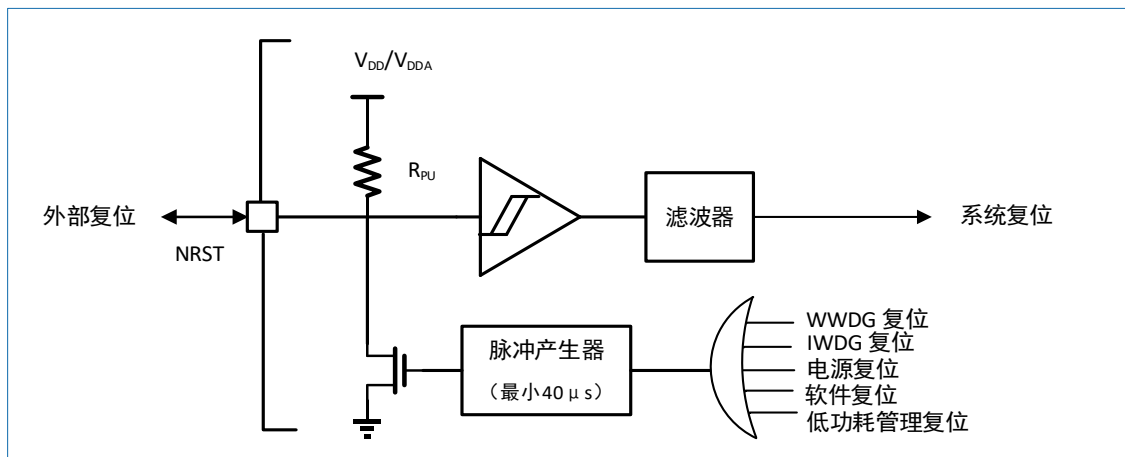 VDD/VDDA
RPU
外部复位
NRST
滤波器
系统复位
脉冲产生器
（最小40μs）
WWDG 复位
IWDG 复位
电源复位
软件复位
低功耗管理复位